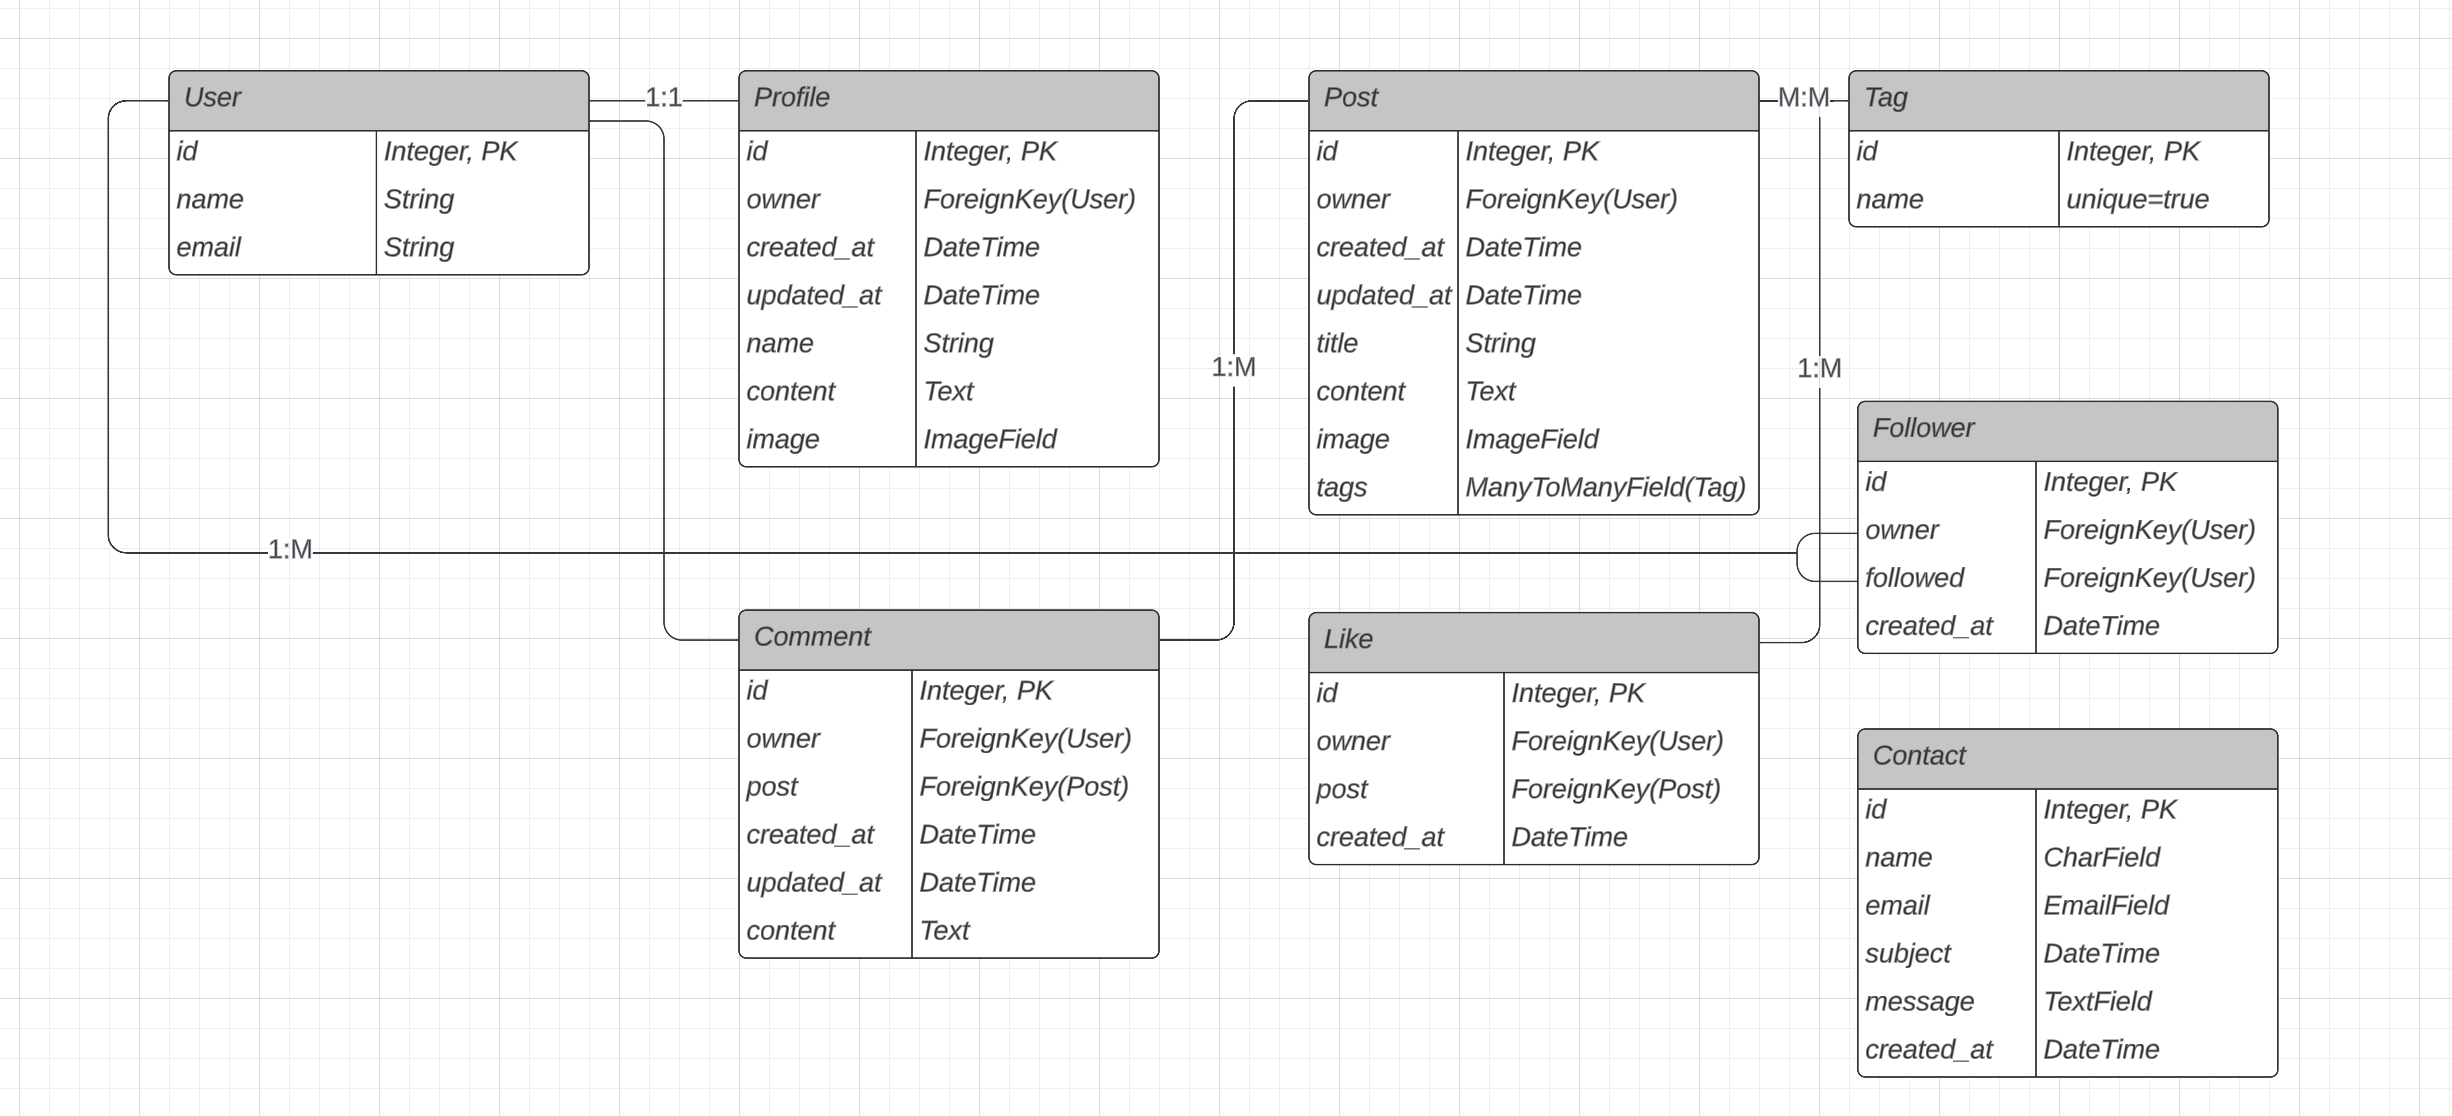 User
id Integer, PK
name String
email String
1:1
Profile
id Integer, PK
owner ForeignKey(User)
created_at DateTime
updated_at DateTime
name String
content Text
image ImageField
1:M
Post
id Integer, PK
owner ForeignKey(User)
created_at DateTime
updated_at DateTime
title String
content Text
image ImageField
tags ManyToManyField(Tag)
M:M
Tag
id Integer, PK
name unique=true
1:M
Follower
id Integer, PK
owner ForeignKey(User)
followed ForeignKey(User)
created_at DateTime
1:M
Comment
id Integer, PK
owner ForeignKey(User)
post ForeignKey(Post)
created_at DateTime
updated_at DateTime
content Text
Like
id Integer, PK
owner ForeignKey(User)
post ForeignKey(Post)
created_at DateTime
Contact
id Integer, PK
name CharField
email EmailField
subject DateTime
message TextField
created_at DateTime